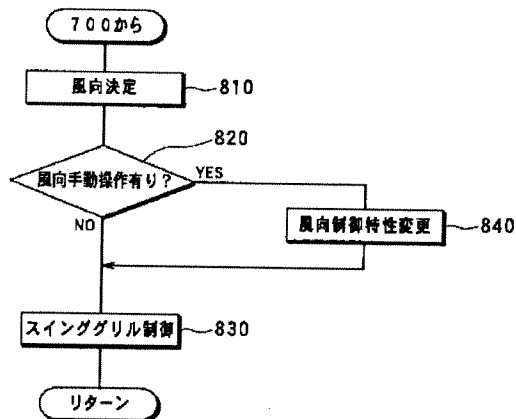 700から
風向決定
810
820
風向手動操作有り?
YES
NO
風向制御特性変更
840
スインググリル制御
830
リターン